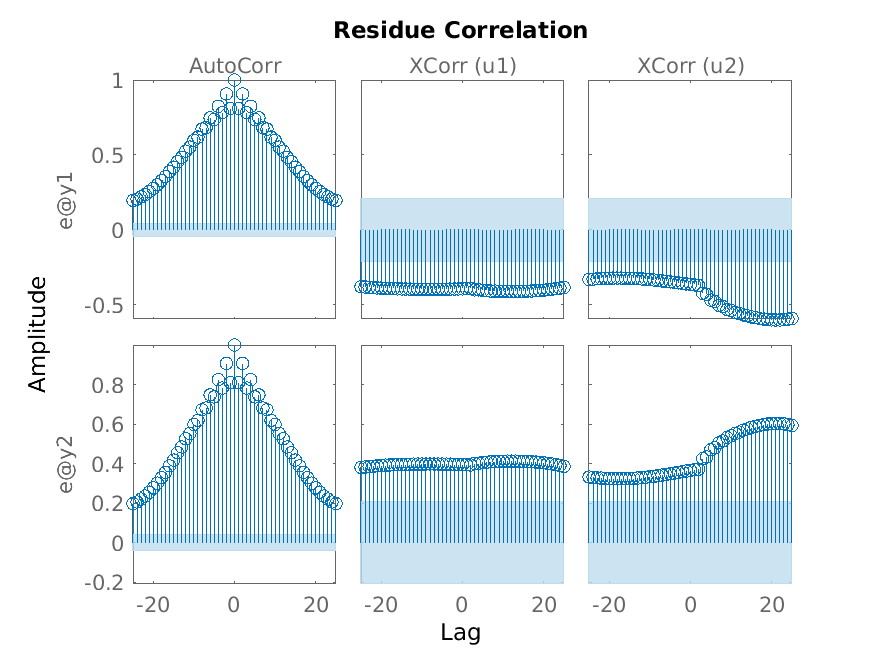 Residue Correlation
AutoCorr XCorr (u1) XCorr (u2)
1
0.5
0
-0.5
e@y1
Amplitude
0.8
0.6
0.4
0.2
0
-0.2
e@y2
-20 0 20 -20 0 20 -20 0 20
Lag